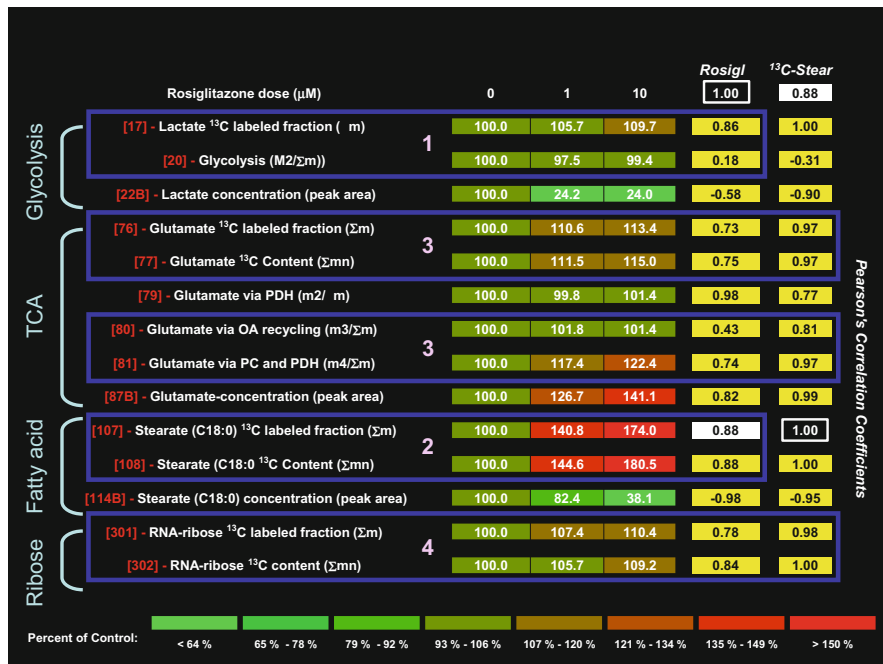 Rosigl ¹³C-Stear
Rosiglitazone dose (μM) 0 1 10 1.00 0.88
Glycolysis
[17] - Lactate ¹³C labeled fraction ( m) 1 100.0 105.7 109.7 0.86 1.00
[20] - Glycolysis (M2/Σm)) 100.0 97.5 99.4 0.18 -0.31
[22B] - Lactate concentration (peak area) 100.0 24.2 24.0 -0.58 -0.90
TCA
[76] - Glutamate ¹³C labeled fraction (Σm) 3 100.0 110.6 113.4 0.73 0.97
[77] - Glutamate ¹³C Content (Σmn) 100.0 111.5 115.0 0.75 0.97
[79] - Glutamate via PDH (m2/ m) 100.0 99.8 101.4 0.98 0.77
[80] - Glutamate via OA recycling (m3/Σm) 3 100.0 101.8 101.4 0.43 0.81
[81] - Glutamate via PC and PDH (m4/Σm) 100.0 117.4 122.4 0.74 0.97
[87B] - Glutamate-concentration (peak area) 100.0 126.7 141.1 0.82 0.99
Fatty acid
[107] - Stearate (C18:0) ¹³C labeled fraction (Σm) 2 100.0 140.8 174.0 0.88 1.00
[108] - Stearate (C18:0 ¹³C Content (Σmn) 100.0 144.6 180.5 0.88 1.00
[114B] - Stearate (C18:0) concentration (peak area) 100.0 82.4 38.1 -0.98 -0.95
Ribose
[301] - RNA-ribose ¹³C labeled fraction (Σm) 4 100.0 107.4 110.4 0.78 0.98
[302] - RNA-ribose ¹³C content (Σmn) 100.0 105.7 109.2 0.84 1.00
Pearson's Correlation Coefficients
Percent of Control: < 64 % 65 % - 78 % 79 % - 92 % 93 % - 106 % 107 % - 120 % 121 % - 134 % 135 % - 149 % > 150 %